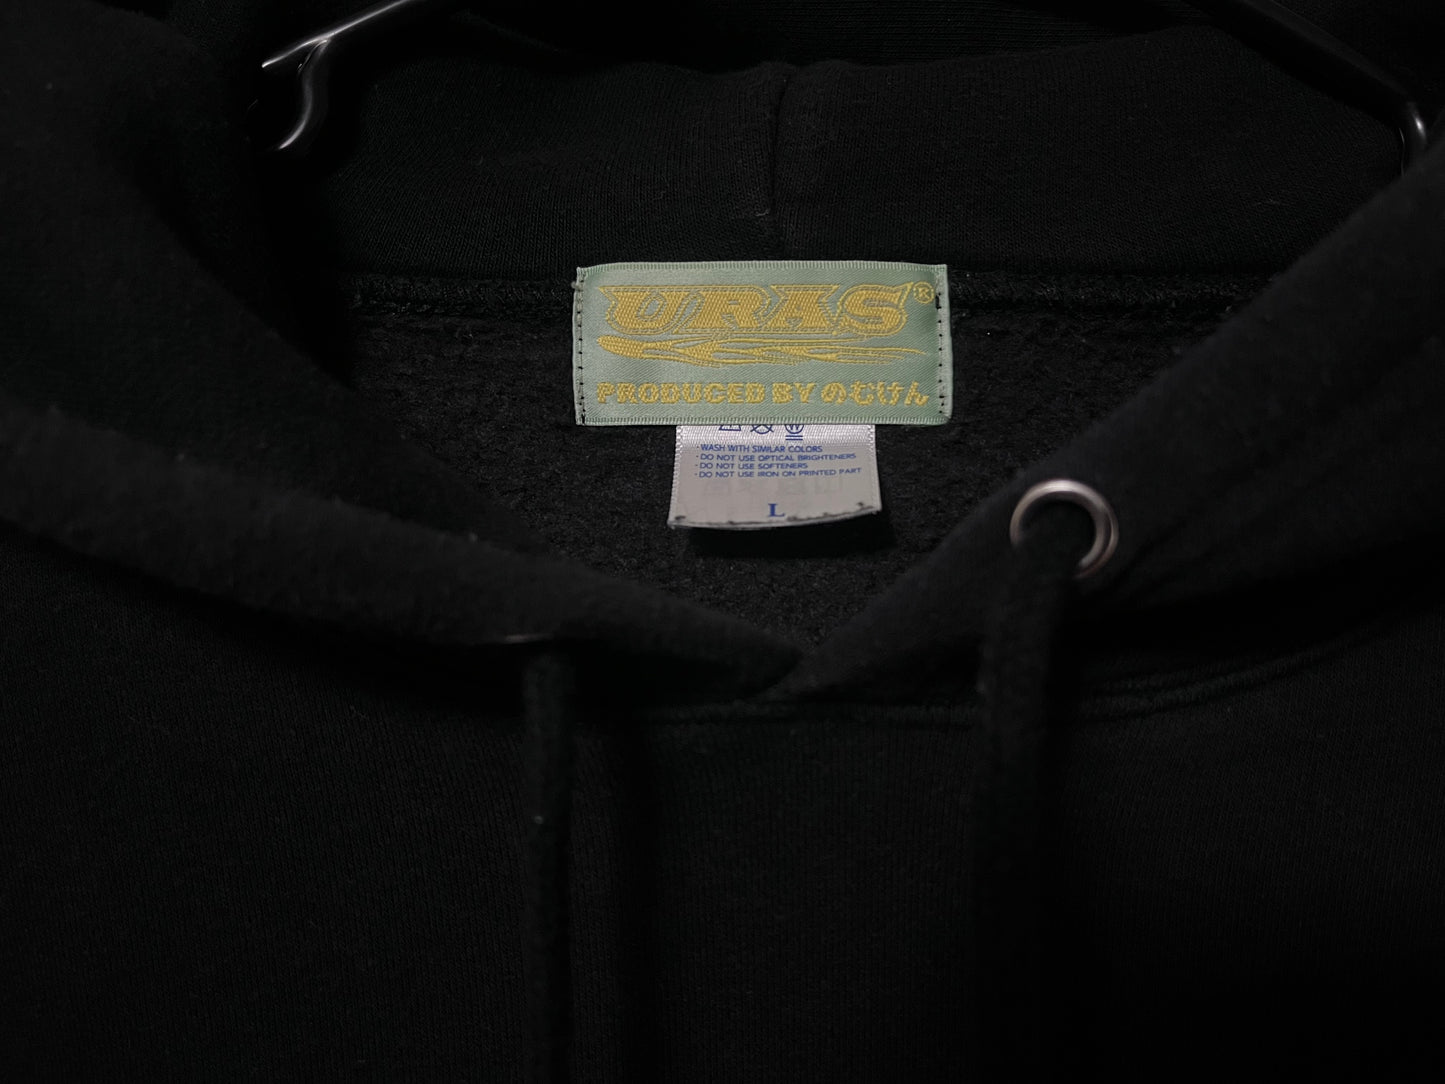 URAS®
PRODUCED BY のむけん
· WASH WITH SIMILAR COLORS
· DO NOT USE OPTICAL BRIGHTENERS
· DO NOT USE SOFTENERS
· DO NOT USE IRON ON PRINTED PART
L